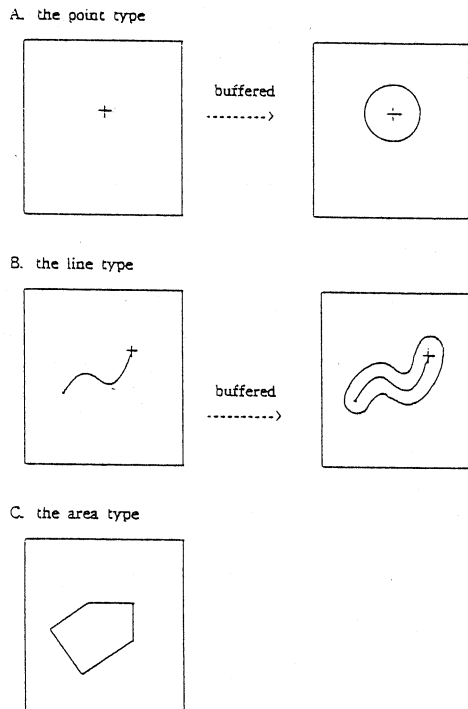 A. the point type
buffered
B. the line type
buffered
C. the area type